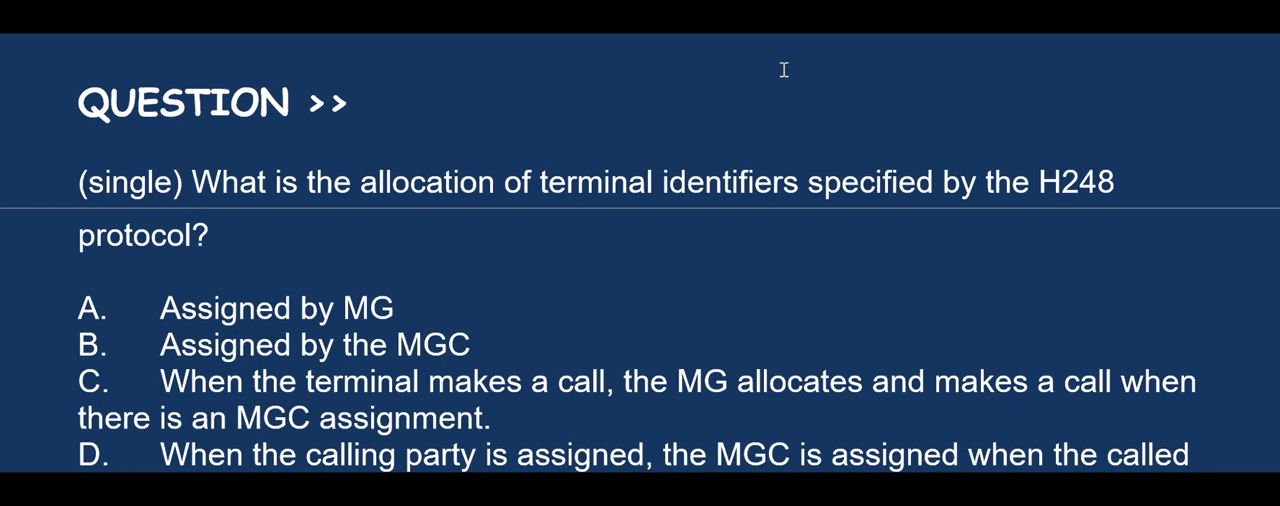 QUESTION >>
(single) What is the allocation of terminal identifiers specified by the H248
protocol?
A. Assigned by MG
B. Assigned by the MGC
C. When the terminal makes a call, the MG allocates and makes a call when
there is an MGC assignment.
D. When the calling party is assigned, the MGC is assigned when the called